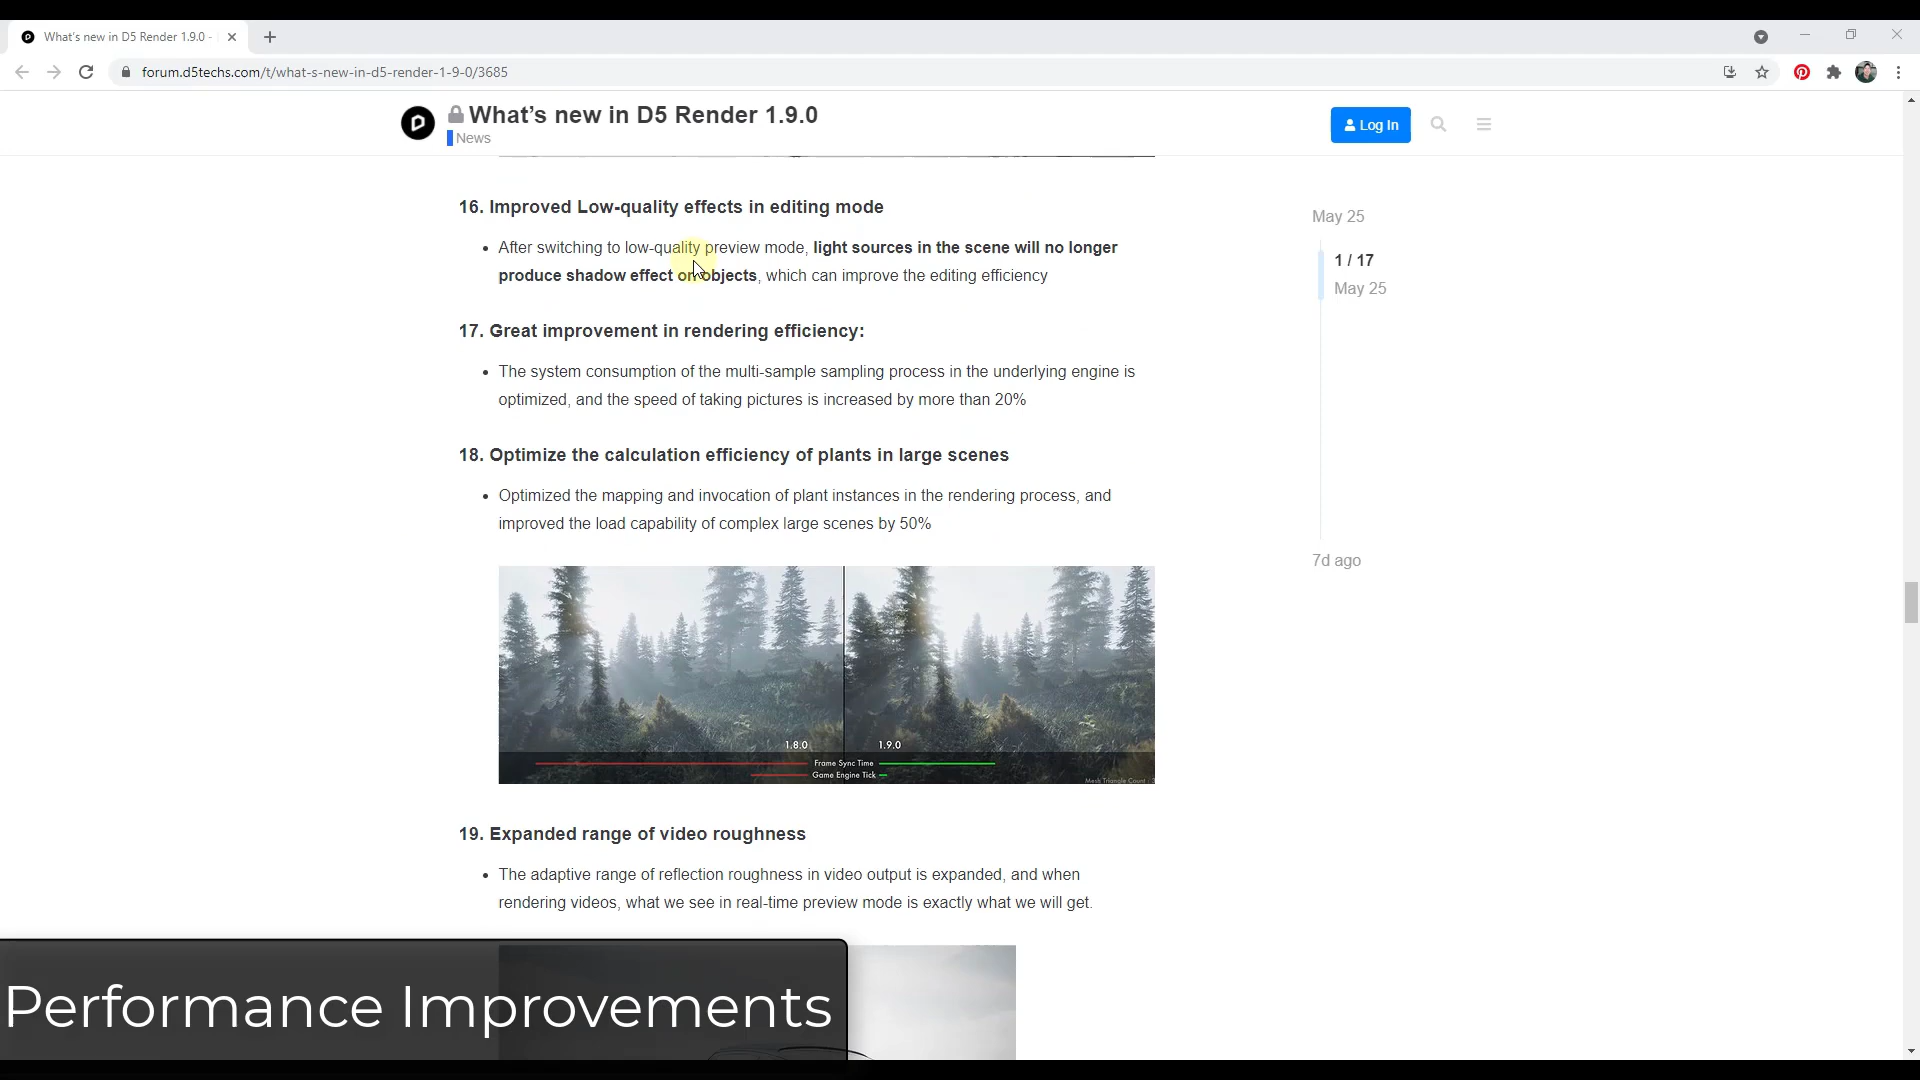 What's new in D5 Render 1.9.0 -
forum.d5techs.com/t/what-s-new-in-d5-render-1-9-0/3685
What's new in D5 Render 1.9.0
News
Log In
16. Improved Low-quality effects in editing mode
• After switching to low-quality preview mode, light sources in the scene will no longer
produce shadow effect on objects, which can improve the editing efficiency
17. Great improvement in rendering efficiency:
• The system consumption of the multi-sample sampling process in the underlying engine is
optimized, and the speed of taking pictures is increased by more than 20%
18. Optimize the calculation efficiency of plants in large scenes
• Optimized the mapping and invocation of plant instances in the rendering process, and
improved the load capability of complex large scenes by 50%
1.8.0 1.9.0
Frame Sync Time
Game Engine Tick
Mesh Triangle Count
19. Expanded range of video roughness
• The adaptive range of reflection roughness in video output is expanded, and when
rendering videos, what we see in real-time preview mode is exactly what we will get.
May 25
1 / 17
May 25
7d ago
Performance Improvements